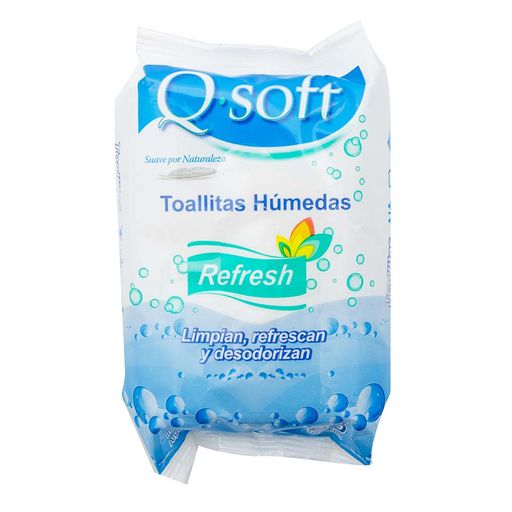 Q·soft
Suave por Naturaleza
Toallitas Húmedas
Refresh
Limpian, refrescan
y desodorizan